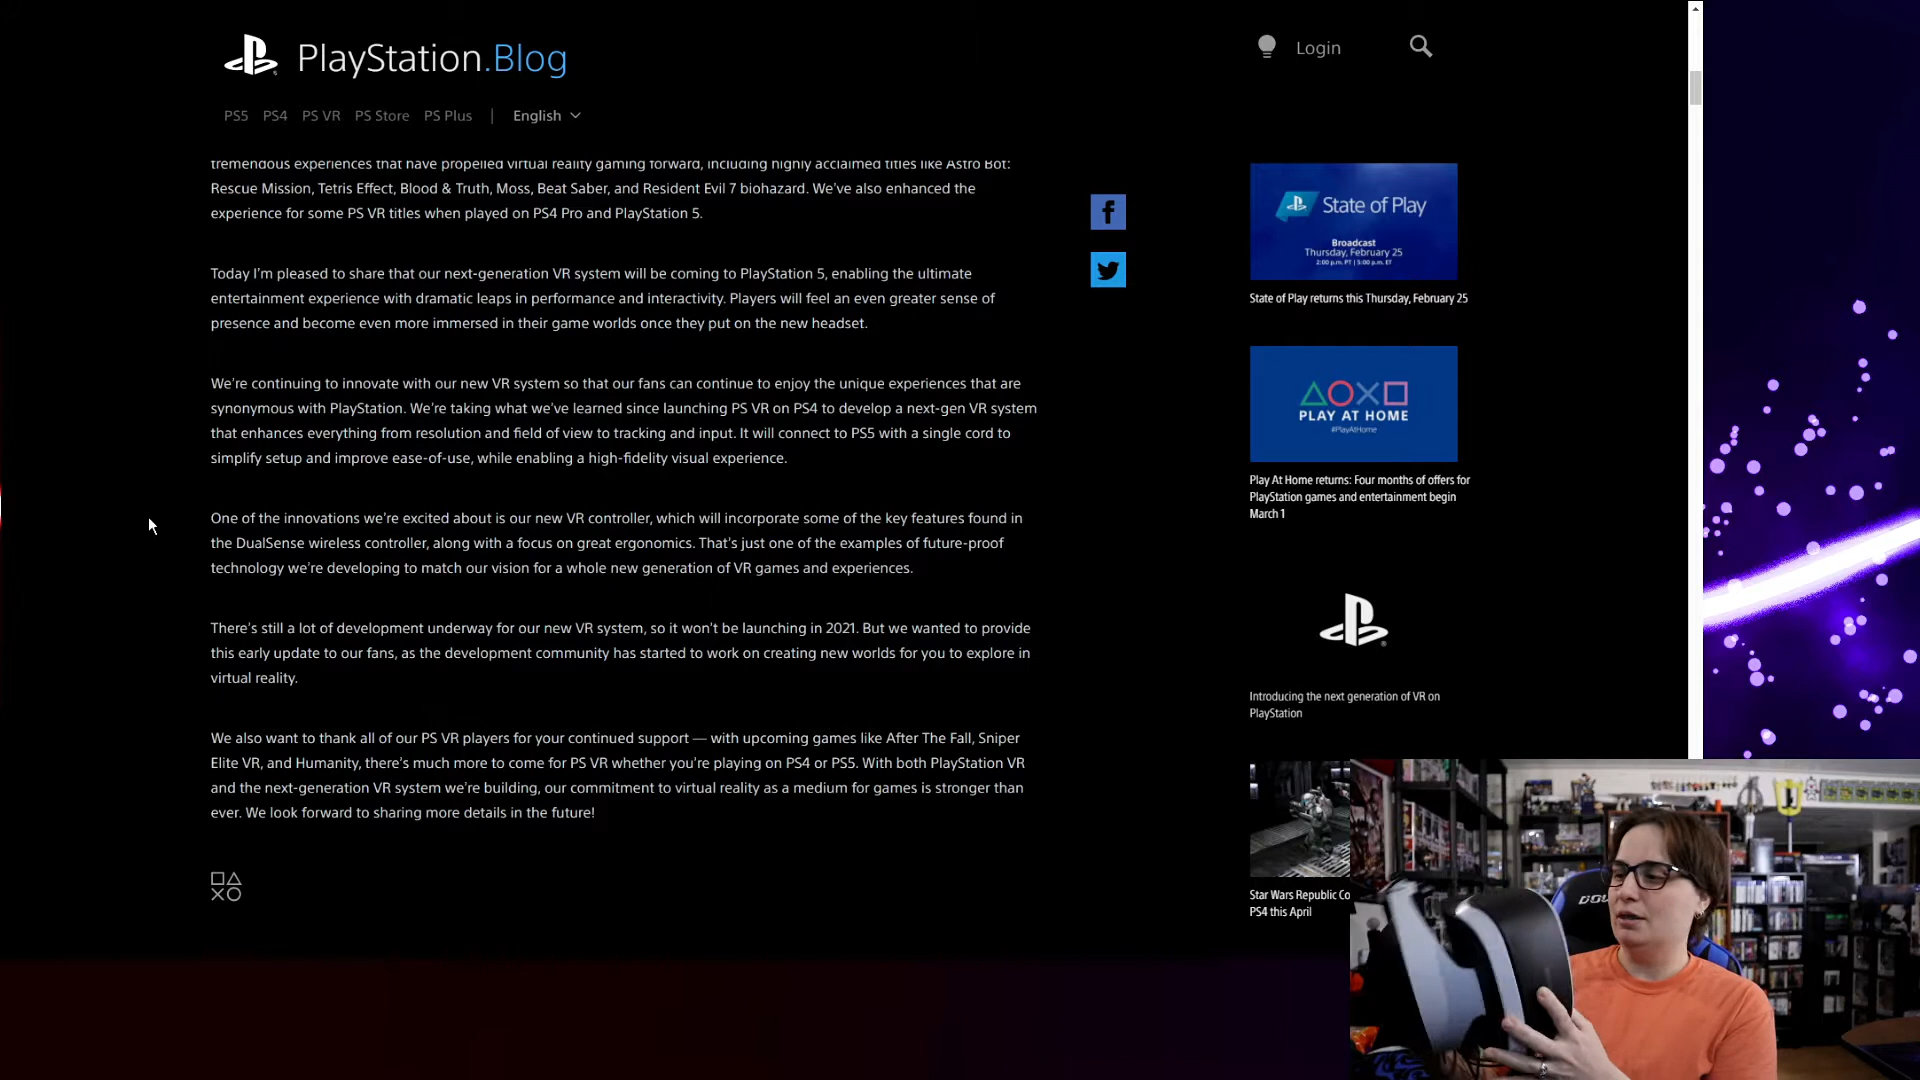 PlayStation.Blog
Login
PS5 PS4 PS VR PS Store PS Plus | English
tremendous experiences that have propelled virtual reality gaming forward, including highly acclaimed titles like Astro Bot:
Rescue Mission, Tetris Effect, Blood & Truth, Moss, Beat Saber, and Resident Evil 7 biohazard. We've also enhanced the
experience for some PS VR titles when played on PS4 Pro and PlayStation 5.
Today I'm pleased to share that our next-generation VR system will be coming to PlayStation 5, enabling the ultimate
entertainment experience with dramatic leaps in performance and interactivity. Players will feel an even greater sense of
presence and become even more immersed in their game worlds once they put on the new headset.
We're continuing to innovate with our new VR system so that our fans can continue to enjoy the unique experiences that are
synonymous with PlayStation. We're taking what we've learned since launching PS VR on PS4 to develop a next-gen VR system
that enhances everything from resolution and field of view to tracking and input. It will connect to PS5 with a single cord to
simplify setup and improve ease-of-use, while enabling a high-fidelity visual experience.
One of the innovations we're excited about is our new VR controller, which will incorporate some of the key features found in
the DualSense wireless controller, along with a focus on great ergonomics. That's just one of the examples of future-proof
technology we're developing to match our vision for a whole new generation of VR games and experiences.
There's still a lot of development underway for our new VR system, so it won't be launching in 2021. But we wanted to provide
this early update to our fans, as the development community has started to work on creating new worlds for you to explore in
virtual reality.
We also want to thank all of our PS VR players for your continued support — with upcoming games like After The Fall, Sniper
Elite VR, and Humanity, there's much more to come for PS VR whether you're playing on PS4 or PS5. With both PlayStation VR
and the next-generation VR system we're building, our commitment to virtual reality as a medium for games is stronger than
ever. We look forward to sharing more details in the future!
State of Play
Broadcast
Thursday, February 25
2:00 p.m. PT | 5:00 p.m. ET
State of Play returns this Thursday, February 25
PLAY AT HOME
#PlayAtHome
Play At Home returns: Four months of offers for
PlayStation games and entertainment begin
March 1
Introducing the next generation of VR on
PlayStation
Star Wars Republic Co
PS4 this April